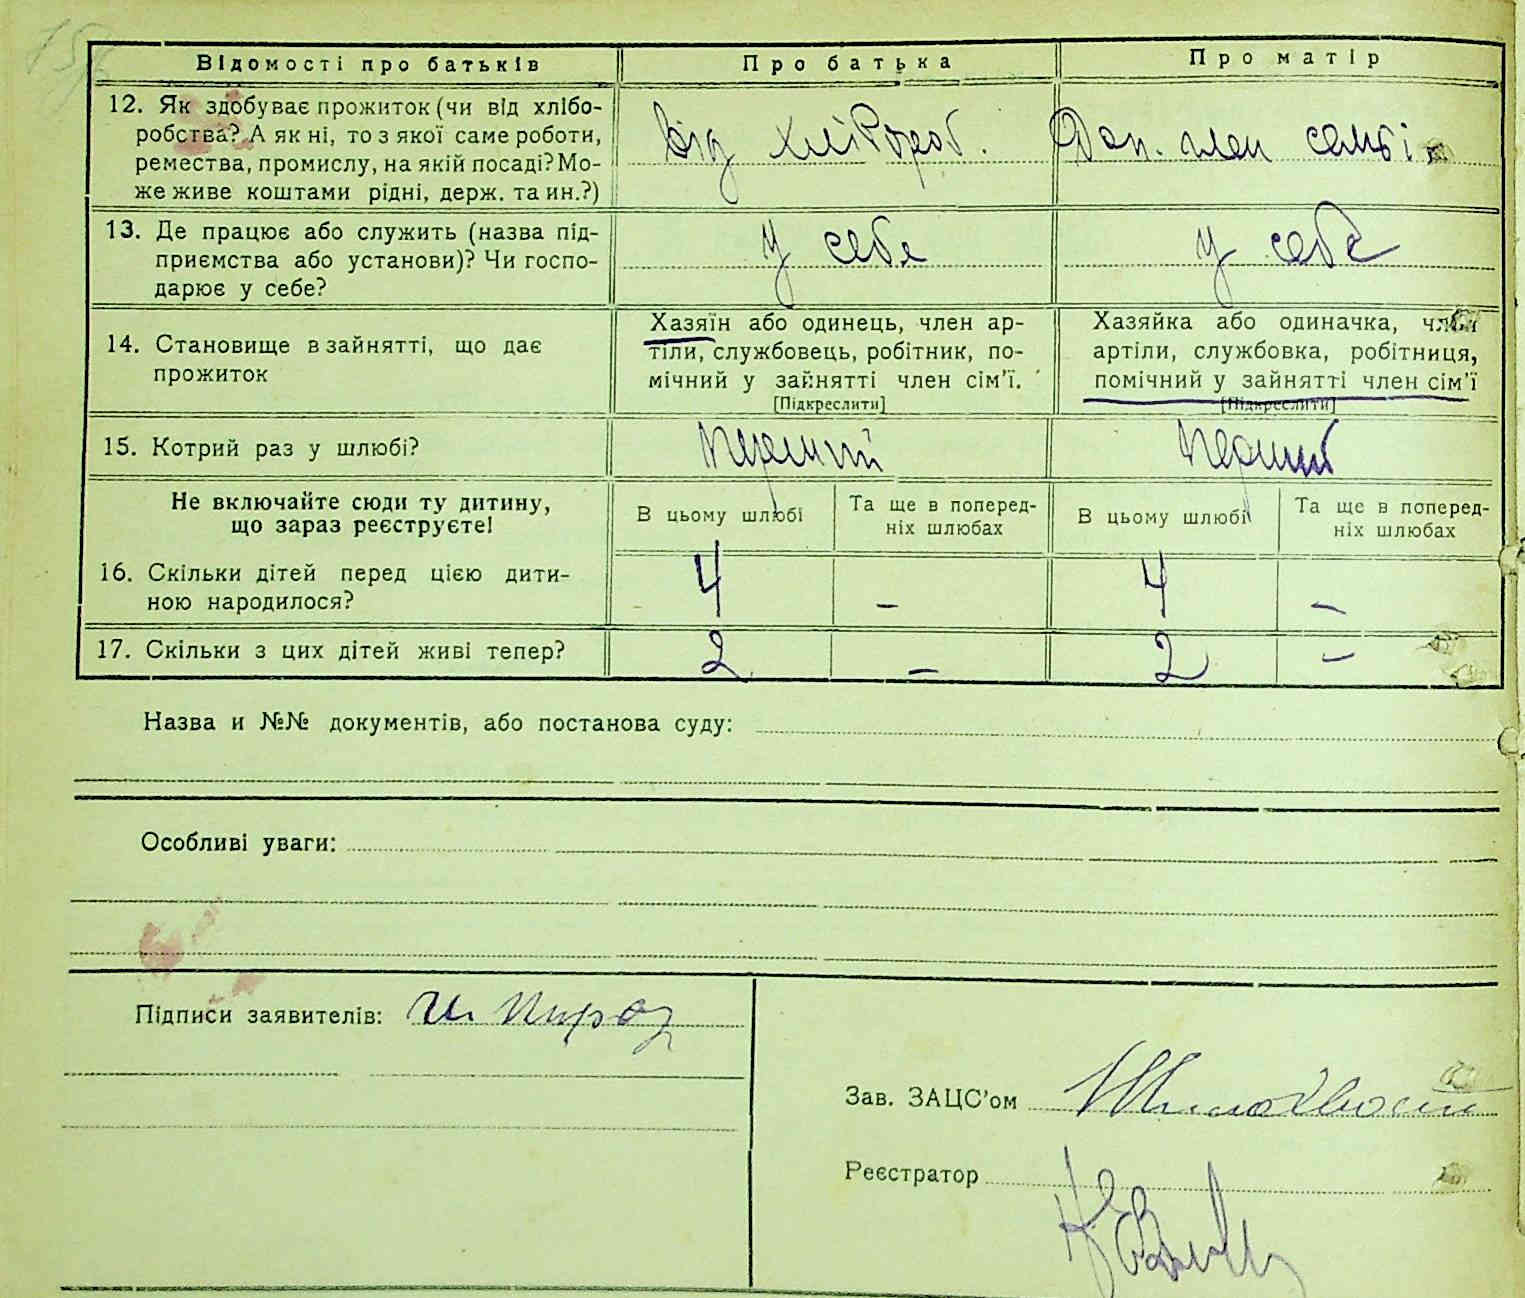 Відомості про батьків
Про батька
Про матір
12. Як здобуває прожиток (чи від хлібо-
робства? А як ні, то з якої саме роботи,
ремества, промислу, на якій посаді? Мо-
же живе коштами рідні, держ. та ин.?)
Від хлібороб.
Доп. член семьі
13. Де працює або служить (назва під-
приємства або установи)? Чи госпо-
дарює у себе?
У себе
У себе
14. Становище в зайнятті, що дає
прожиток
Хазяїн або одинець, член ар-
тіли, службовець, робітник, по-
мічний у зайнятті член сім'ї.
[Підкреслити]
Хазяйка або одиначка, член
артіли, службовка, робітниця,
помічний у зайнятті член сім'ї
[Підкреслити]
15. Котрий раз у шлюбі?
перший
перший
Не включайте сюди ту дитину,
що зараз реєструєте!
В цьому шлюбі
Та ще в поперед-
ніх шлюбах
В цьому шлюбі
Та ще в поперед-
ніх шлюбах
16. Скільки дітей перед цією дити-
ною народилося?
4
–
4
–
17. Скільки з цих дітей живі тепер?
2
–
2
–
Назва и №№ документів, або постанова суду:
Особливі уваги:
Підписи заявителів:
Зав. ЗАЦС'ом
Реєстратор